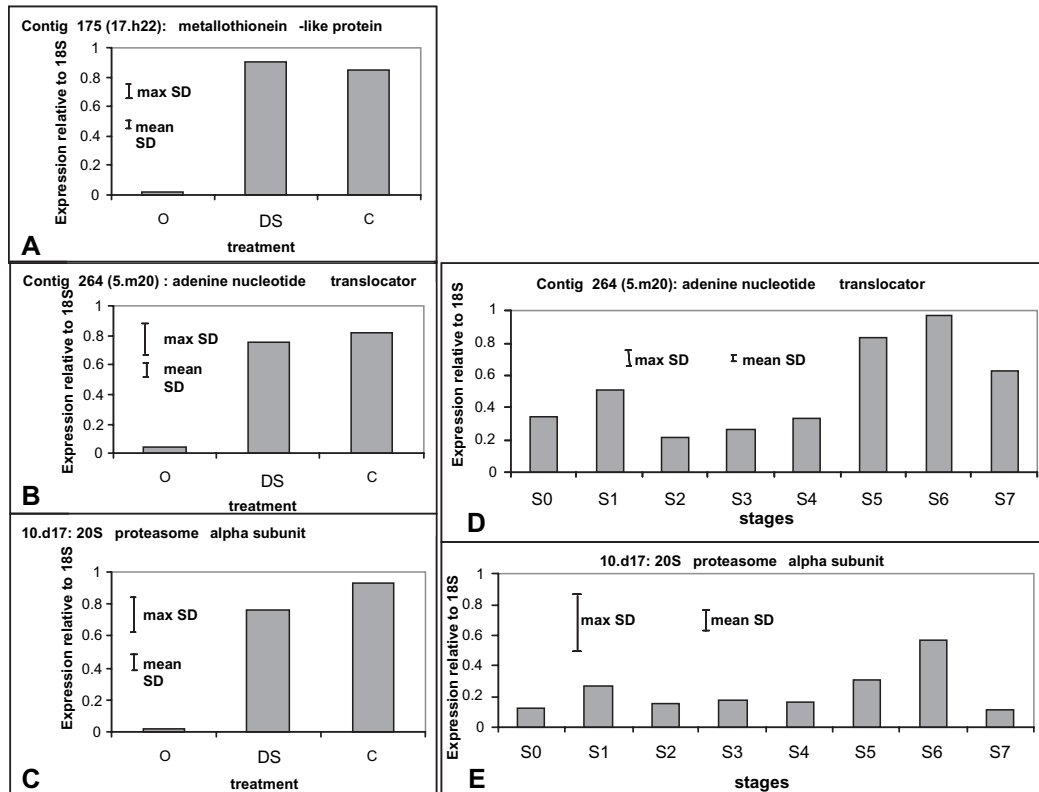 Contig 175 (17.h22): metallothionein -like protein
Expression relative to 18S
1
0.8
0.6
0.4
0.2
0
max SD
mean
SD
O DS C
treatment
A
Contig 264 (5.m20) : adenine nucleotide translocator
Expression relative to 18S
1
0.8
0.6
0.4
0.2
0
max SD
mean
SD
O DS C
treatment
B
10.d17: 20S proteasome alpha subunit
Expression relative to 18S
1
0.8
0.6
0.4
0.2
0
max SD
mean
SD
O DS C
treatment
C
Contig 264 (5.m20): adenine nucleotide translocator
Expression relative to 18S
1
0.8
0.6
0.4
0.2
0
max SD mean SD
S0 S1 S2 S3 S4 S5 S6 S7
stages
D
10.d17: 20S proteasome alpha subunit
Expression relative to 18S
1
0.8
0.6
0.4
0.2
0
max SD mean SD
S0 S1 S2 S3 S4 S5 S6 S7
stages
E